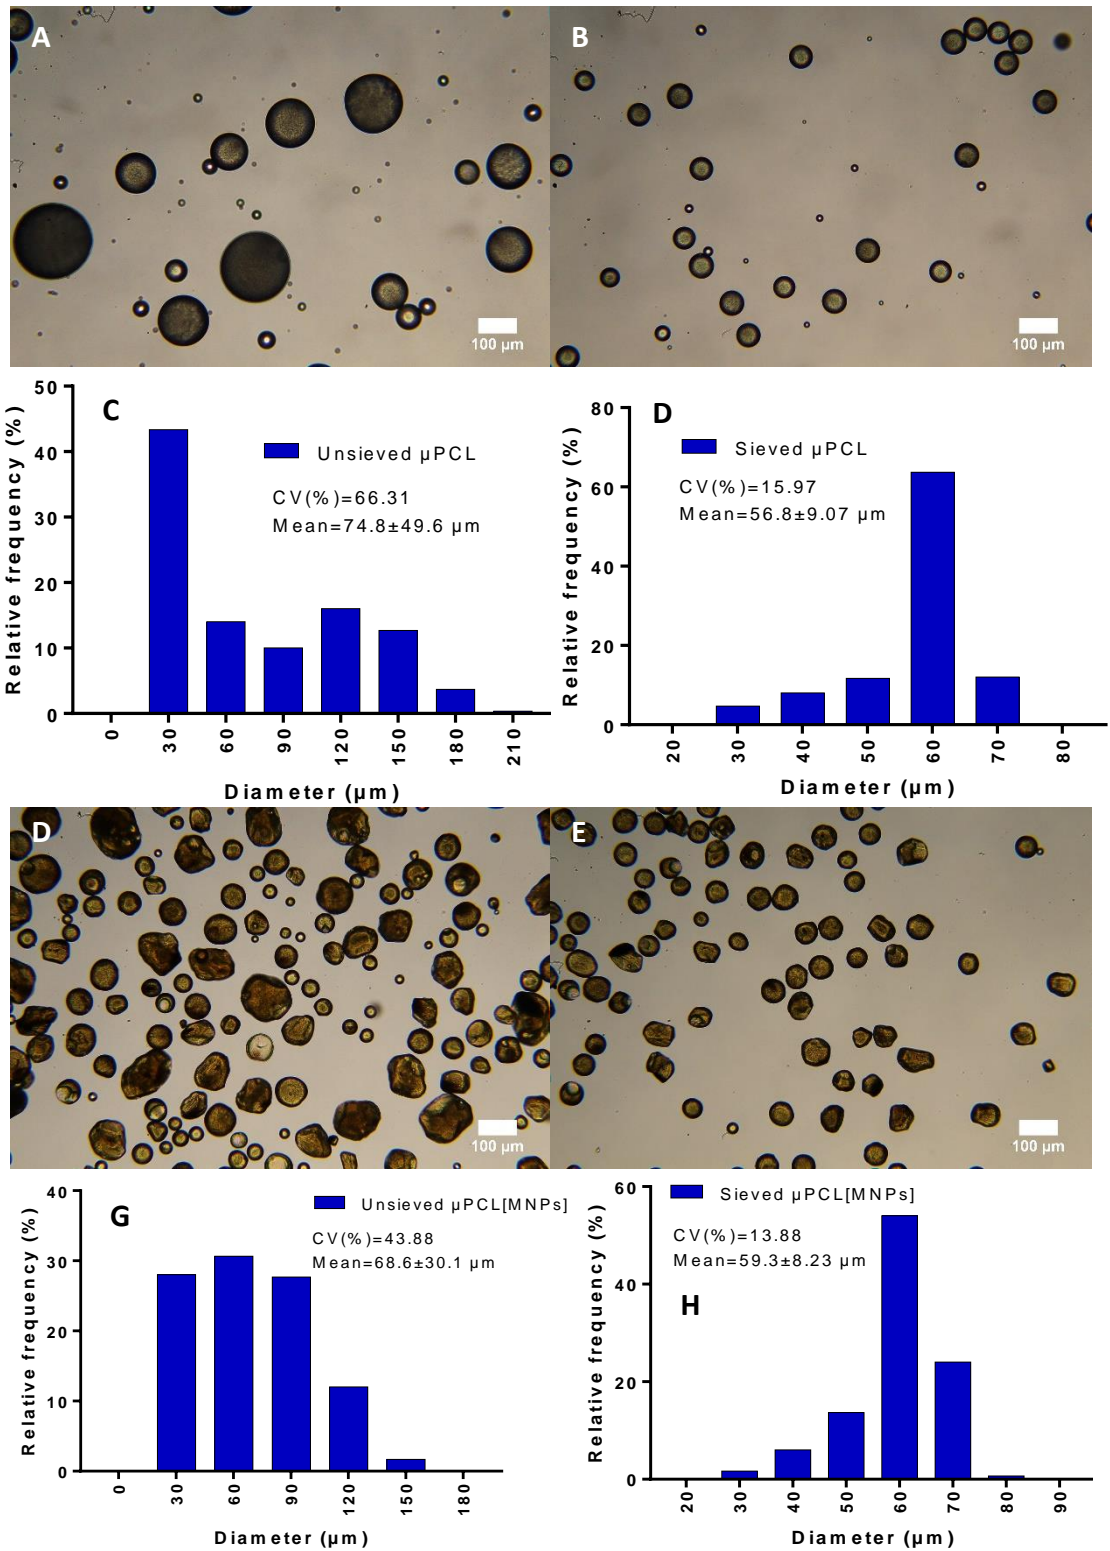 A
B
100 µm
100 µm
C
Unsieved µPCL
CV(%)=66.31
Mean=74.8±49.6 µm
Relative frequency (%)
50
40
30
20
10
0
0 30 60 90 120 150 180 210
Diameter (µm)
D
Sieved µPCL
CV(%)=15.97
Mean=56.8±9.07 µm
Relative frequency (%)
80
60
40
20
0
20 30 40 50 60 70 80
Diameter (µm)
D
E
100 µm
100 µm
G
Unsieved µPCL[MNPs]
CV(%)=43.88
Mean=68.6±30.1 µm
Relative frequency (%)
40
30
20
10
0
0 30 60 90 120 150 180
Diameter (µm)
Sieved µPCL[MNPs]
CV(%)=13.88
Mean=59.3±8.23 µm
H
Relative frequency (%)
60
40
20
0
20 30 40 50 60 70 80 90
Diameter (µm)